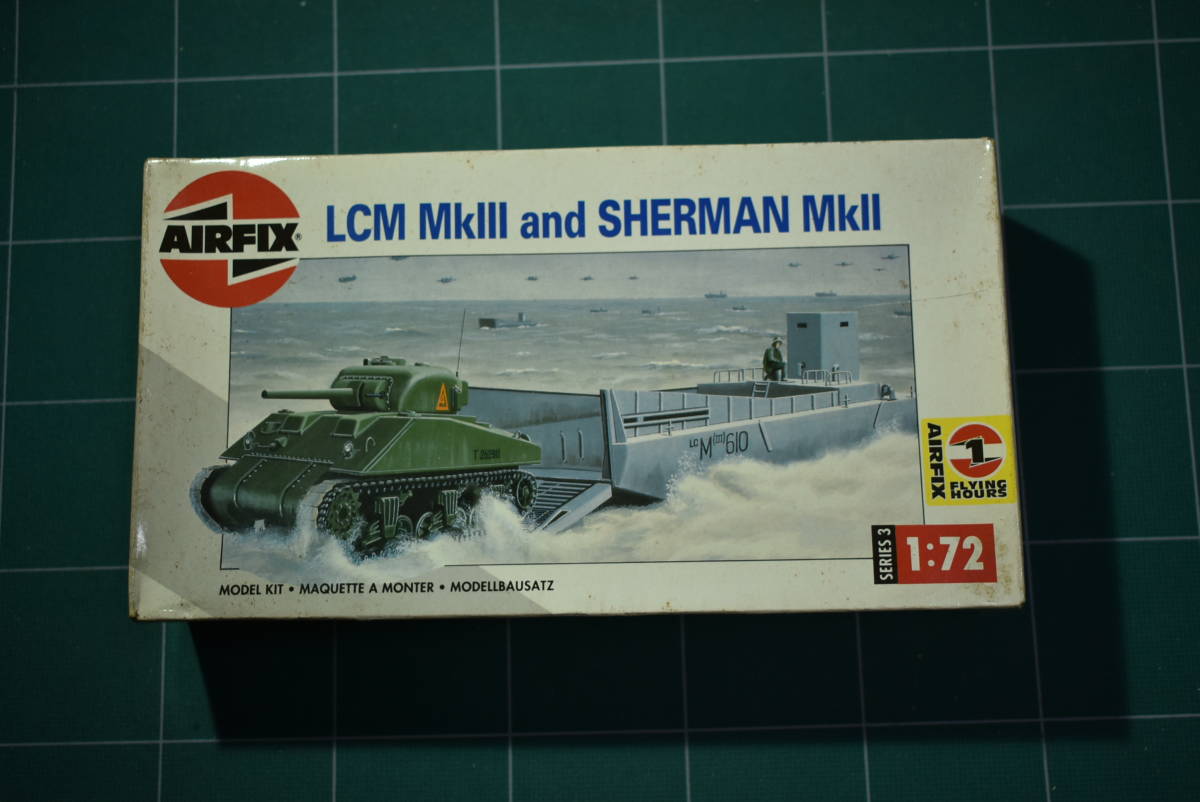 AIRFIX®
LCM MkIII and SHERMAN MkII
LC M(III)610
AIRFIX
1
FLYING
HOURS
SERIES 3
1:72
MODEL KIT • MAQUETTE A MONTER • MODELLBAUSATZ